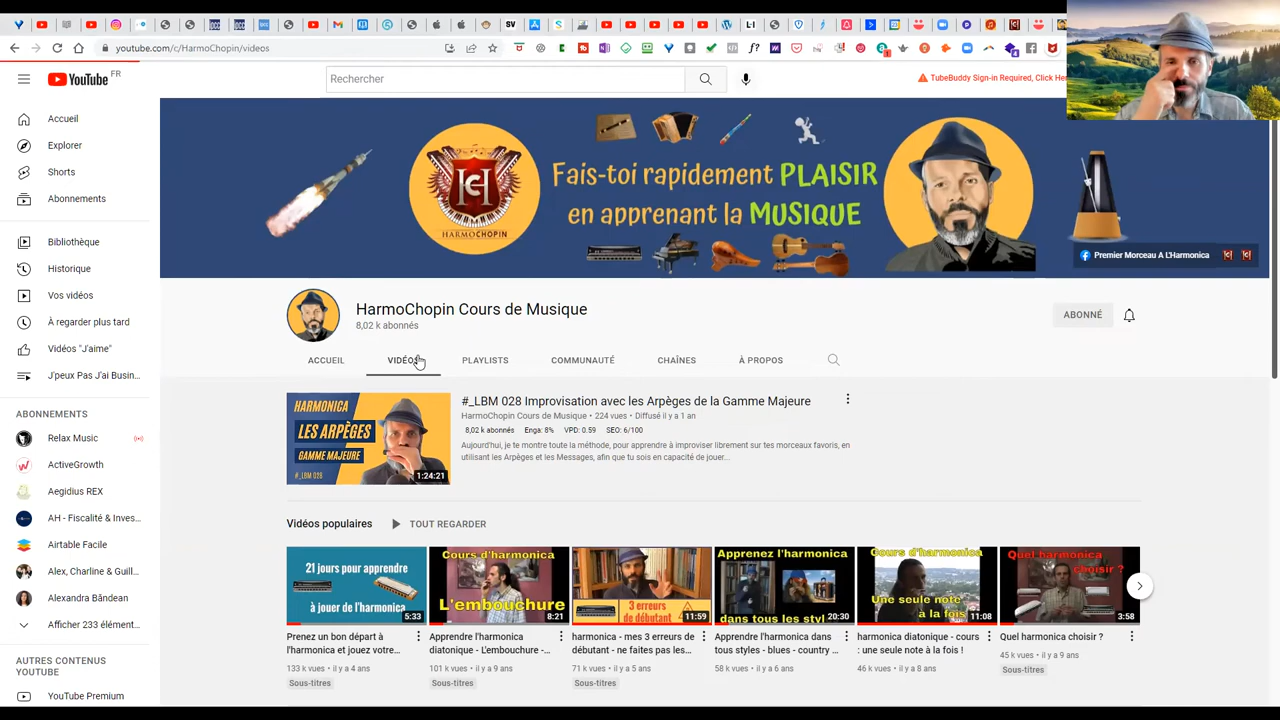 SV
youtube.com/c/HarmoChopin/videos
YouTube FR
Rechercher
TubeBuddy Sign-in Required, Click He
Accueil
Explorer
Shorts
Abonnements
Bibliothèque
Historique
Vos vidéos
À regarder plus tard
Vidéos "J'aime"
J'peux Pas J'ai Busin...
ABONNEMENTS
Relax Music
ActiveGrowth
Aegidius REX
AH - Fiscalité & Inves...
Airtable Facile
Alex, Charline & Guill...
Alexandra Bândean
Afficher 233 élément...
AUTRES CONTENUS
YOUTUBE
YouTube Premium
HC
HARMOCHOPIN
Fais-toi rapidement PLAISIR
en apprenant la MUSIQUE
Premier Morceau A L'Harmonica
HarmoChopin Cours de Musique
8,02 k abonnés
ABONNÉ
ACCUEIL
VIDÉOS
PLAYLISTS
COMMUNAUTÉ
CHAÎNES
À PROPOS
HARMONICA
LES ARPÈGES
GAMME MAJEURE
#_LBM 028
1:24:21
#_LBM 028 Improvisation avec les Arpèges de la Gamme Majeure
HarmoChopin Cours de Musique • 224 vues • Diffusé il y a 1 an
8,02 k abonnés Enga: 8% VPD: 0.59 SEO: 6/100
Aujourd'hui, je te montre toute la méthode, pour apprendre à improviser librement sur tes morceaux favoris, en
utilisant les Arpèges et les Messages, afin que tu sois en capacité de jouer...
Vidéos populaires
TOUT REGARDER
21 jours pour apprendre
à jouer de l'harmonica
5:33
Prenez un bon départ à
l'harmonica et jouez votre...
133 k vues • il y a 4 ans
Sous-titres
Cours d'harmonica
L'embouchure
8:21
Apprendre l'harmonica
diatonique - L'embouchure -...
101 k vues • il y a 9 ans
Sous-titres
3 erreurs
de débutant
11:59
harmonica - mes 3 erreurs de
débutant - ne faites pas les...
71 k vues • il y a 5 ans
Sous-titres
Apprenez l'harmonica
dans tous les styl
20:30
Apprendre l'harmonica dans
tous styles - blues - country ...
58 k vues • il y a 6 ans
Cours d'harmonica
Une seule note
à la fois !
11:08
harmonica diatonique - cours
: une seule note à la fois !
46 k vues • il y a 8 ans
Quel harmonica
choisir ?
3:58
Quel harmonica choisir ?
45 k vues • il y a 9 ans
Sous-titres